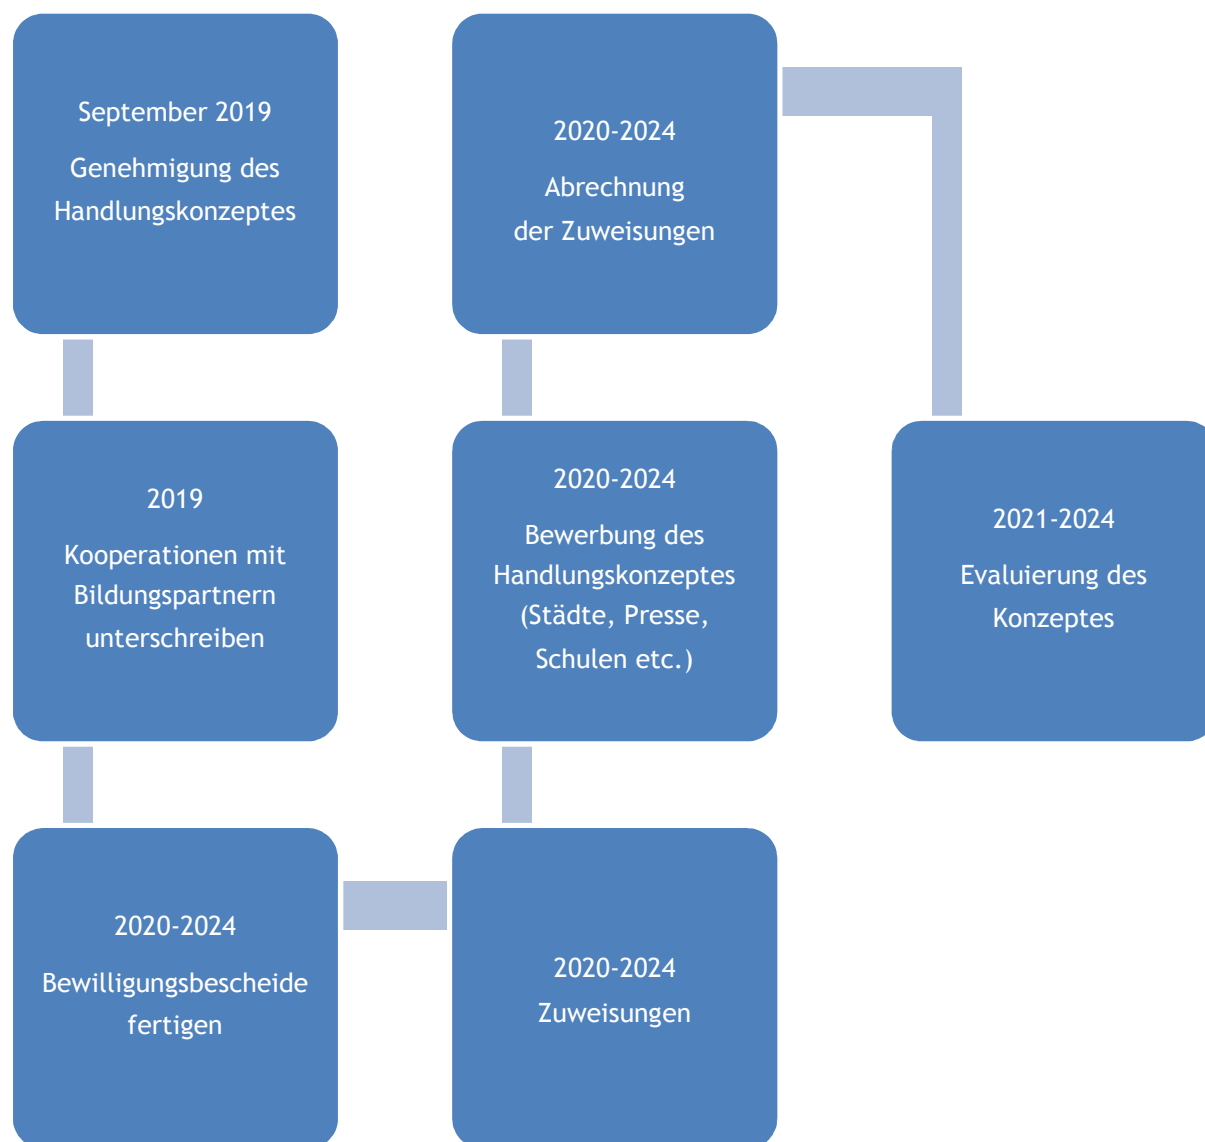 September 2019
Genehmigung des
Handlungskonzeptes
2019
Kooperationen mit
Bildungspartnern
unterschreiben
2020-2024
Bewilligungsbescheide
fertigen
2020-2024
Zuweisungen
2020-2024
Bewerbung des
Handlungskonzeptes
(Städte, Presse,
Schulen etc.)
2020-2024
Abrechnung
der Zuweisungen
2021-2024
Evaluierung des
Konzeptes